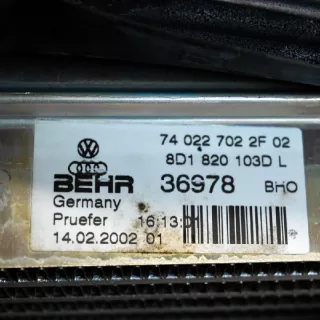 74 022 702 2F 02
8D1 820 103D L
BEHR 36978 BHO
Germany
Pruefer 16:13:01
14.02.2002 01